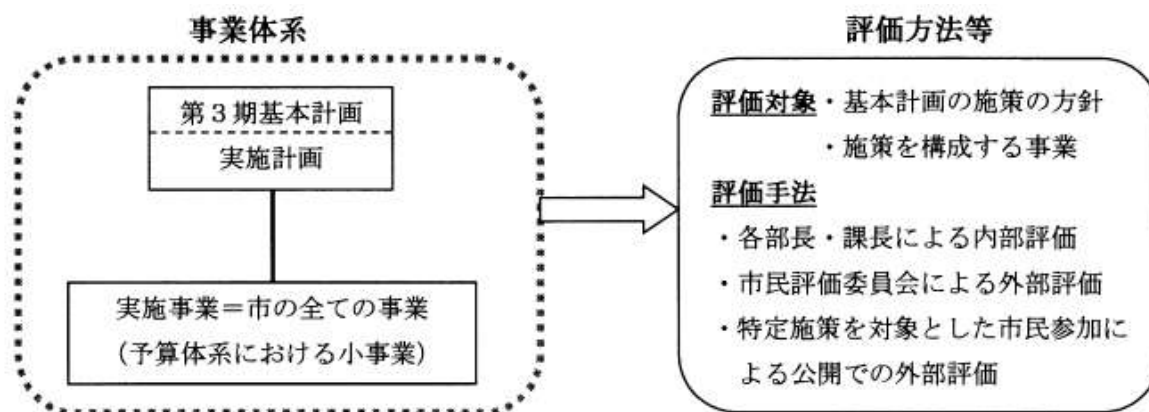 事業体系
第3期基本計画
実施計画
実施事業＝市の全ての事業
（予算体系における小事業）
評価方法等
評価対象・基本計画の施策の方針
・施策を構成する事業
評価手法
・各部長・課長による内部評価
・市民評価委員会による外部評価
・特定施策を対象とした市民参加に
よる公開での外部評価